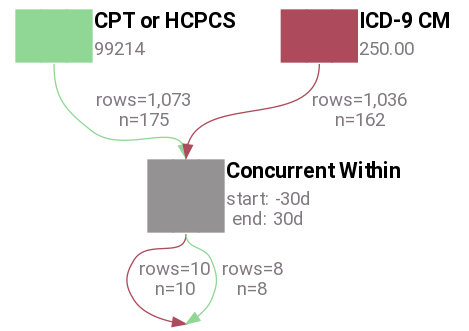 CPT or HCPCS
99214
ICD-9 CM
250.00
rows=1,073
n=175
rows=1,036
n=162
Concurrent Within
start: -30d
end: 30d
rows=10
n=10
rows=8
n=8